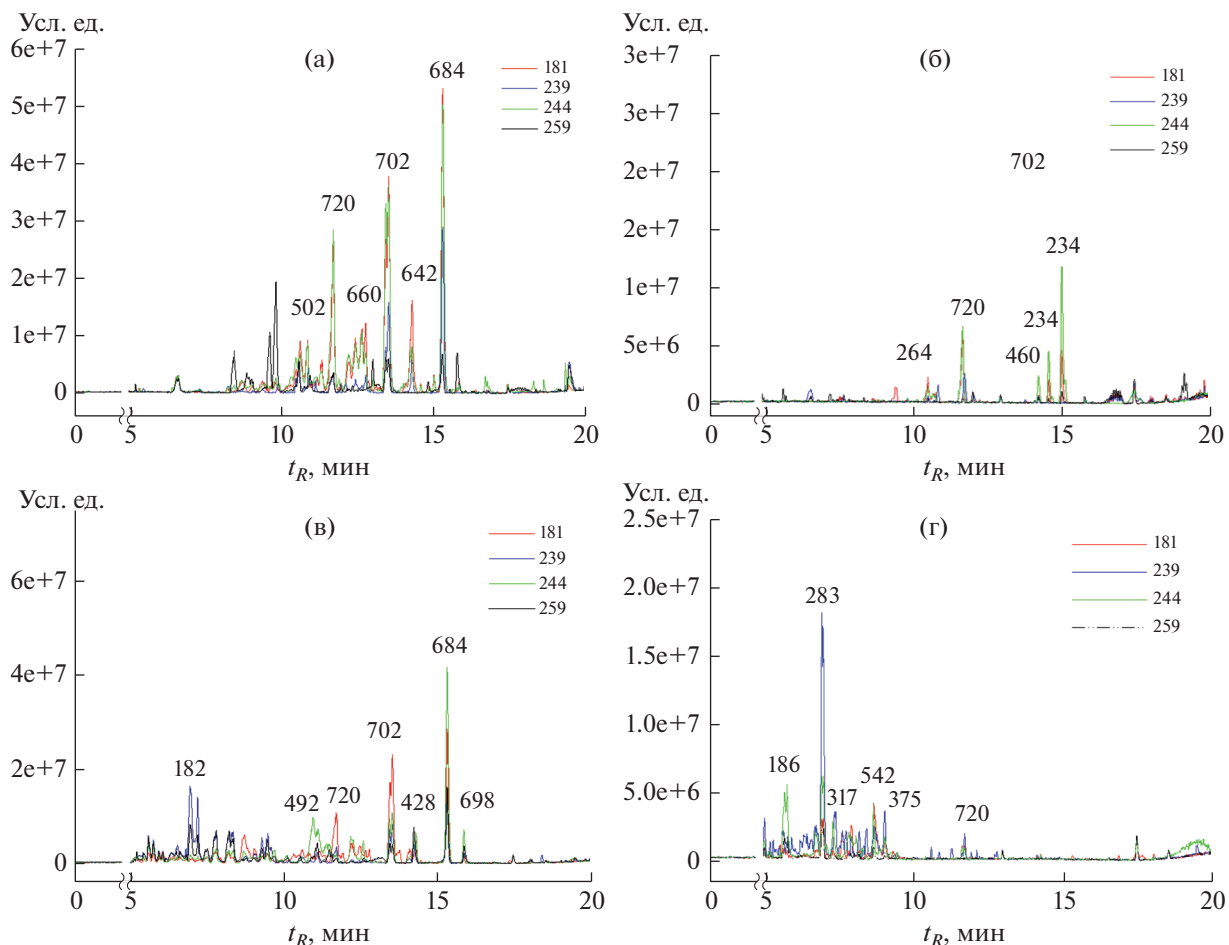 Усл. ед.
(а)
6e+7
5e+7
4e+7
3e+7
2e+7
1e+7
0
181
239
244
259
684
702
720
642
660
502
0
5
10
15
20
t_R, мин
Усл. ед.
(б)
3e+7
3e+7
2e+7
2e+7
1e+7
5e+6
0
181
239
244
259
702
234
720
234
264
460
0
5
10
15
20
t_R, мин
Усл. ед.
(в)
6e+7
4e+7
2e+7
0
181
239
244
259
684
702
182
492
720
428
698
0
5
10
15
20
t_R, мин
Усл. ед.
(г)
2.5e+7
2.0e+7
1.5e+7
1.0e+7
5.0e+6
0
181
239
244
259
283
186
542
317
375
720
0
5
10
15
20
t_R, мин